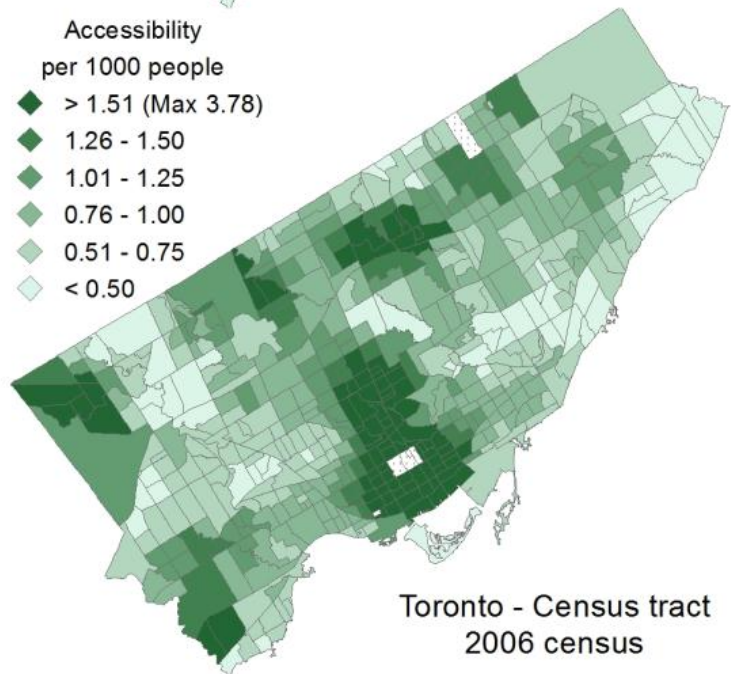 Accessibility
per 1000 people
> 1.51 (Max 3.78)
1.26 - 1.50
1.01 - 1.25
0.76 - 1.00
0.51 - 0.75
< 0.50
Toronto - Census tract
2006 census